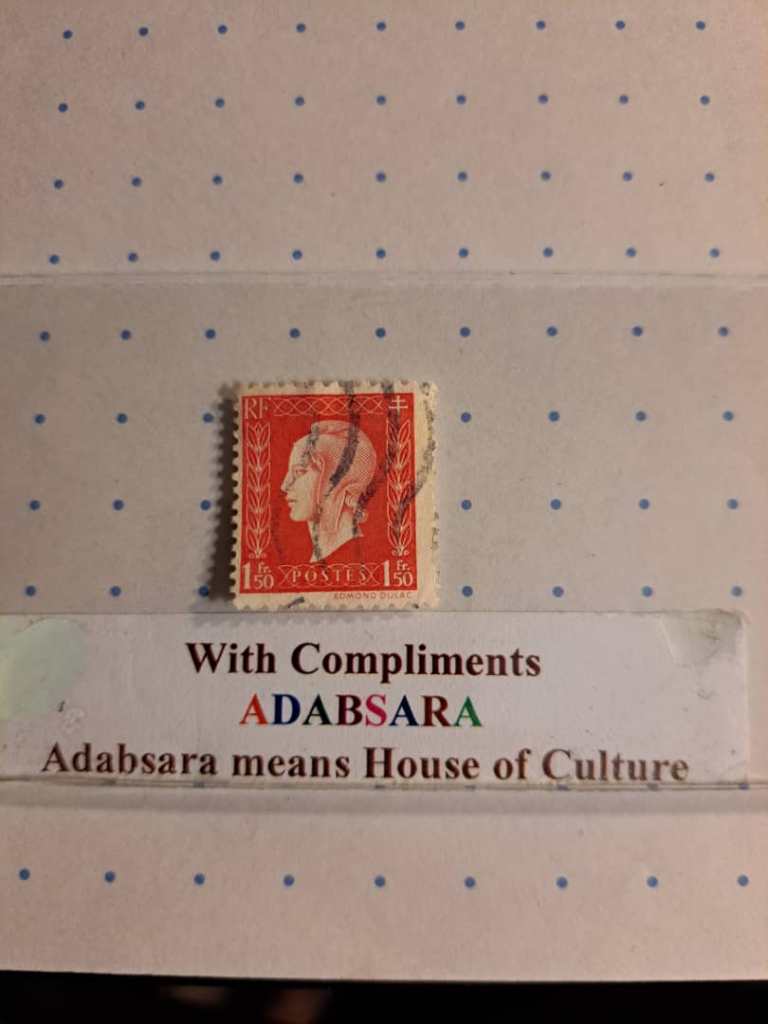 RF
1 Fr. 50 POSTES 1 Fr. 50
EDMOND DULAC
With Compliments
ADABSARA
Adabsara means House of Culture